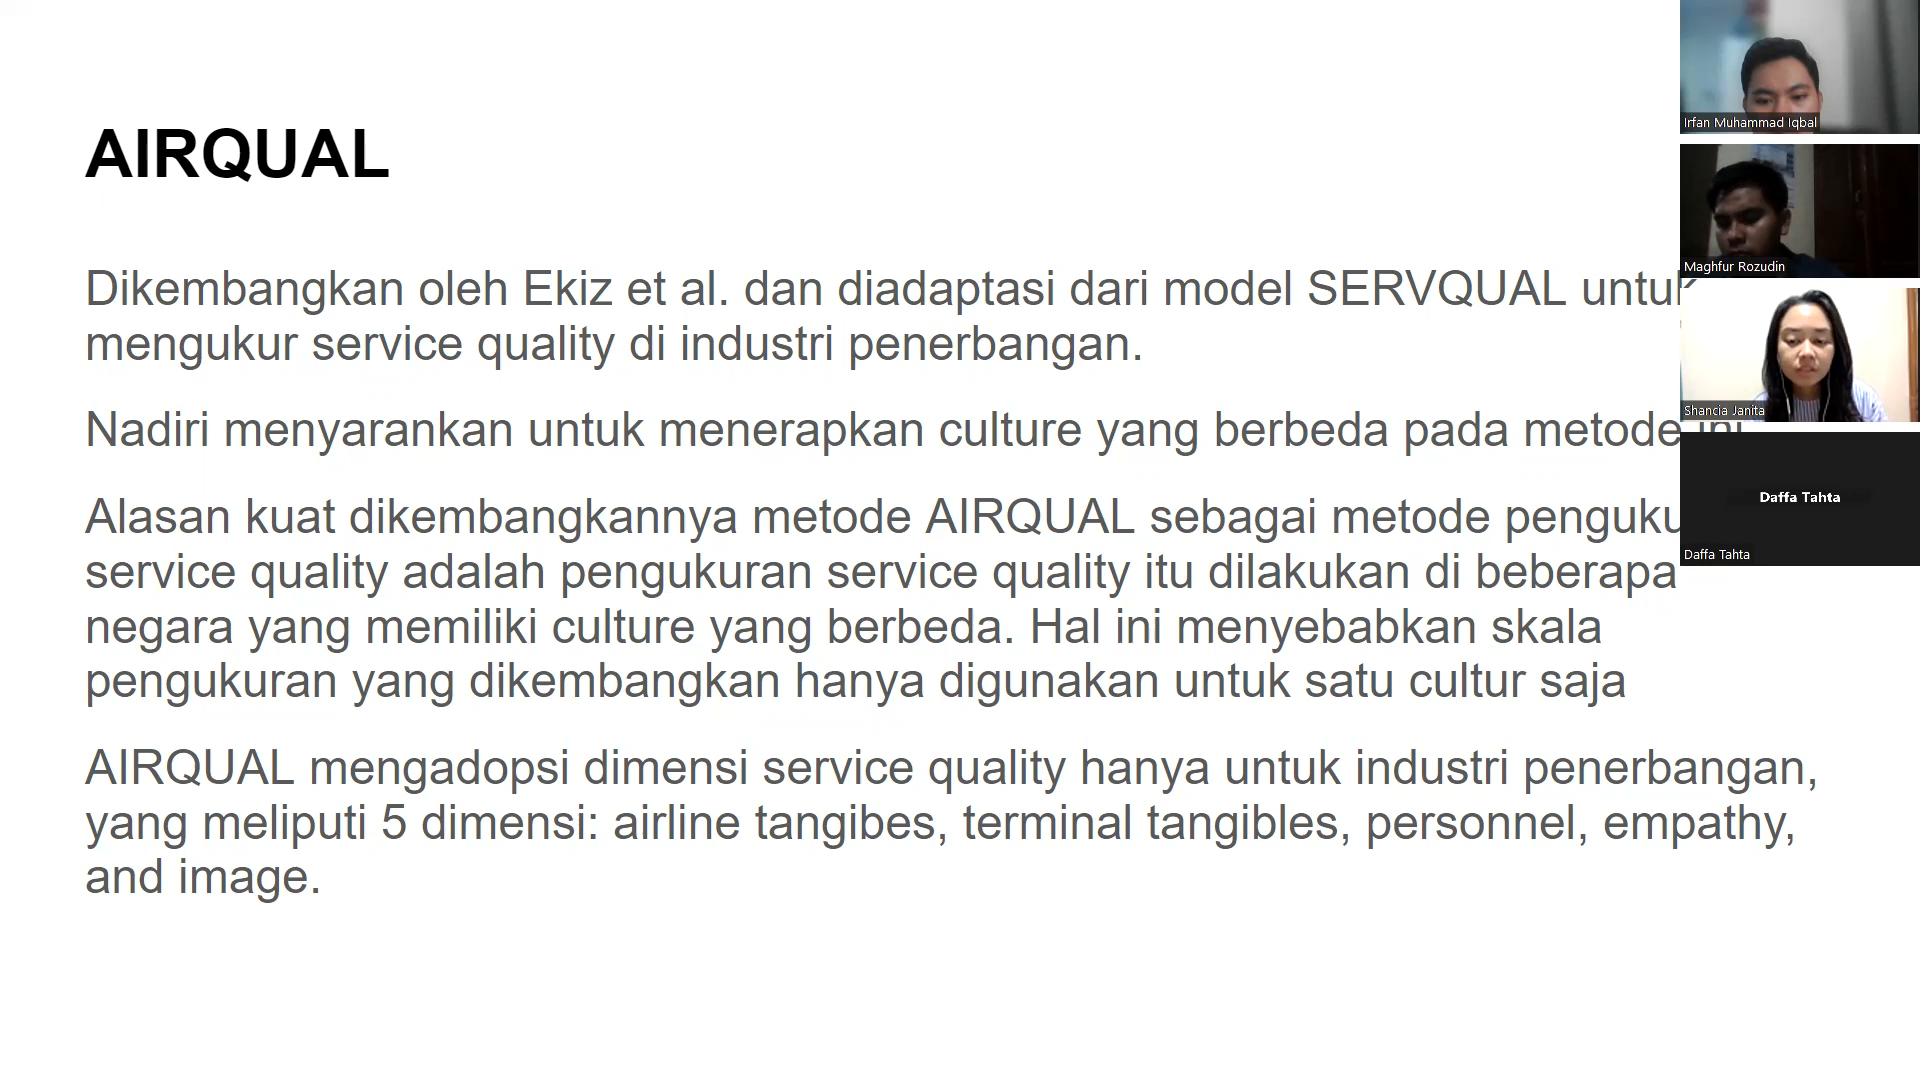 AIRQUAL
Dikembangkan oleh Ekiz et al. dan diadaptasi dari model SERVQUAL untuk
mengukur service quality di industri penerbangan.
Nadiri menyarankan untuk menerapkan culture yang berbeda pada metode ini
Alasan kuat dikembangkannya metode AIRQUAL sebagai metode penguku
service quality adalah pengukuran service quality itu dilakukan di beberapa
negara yang memiliki culture yang berbeda. Hal ini menyebabkan skala
pengukuran yang dikembangkan hanya digunakan untuk satu cultur saja
AIRQUAL mengadopsi dimensi service quality hanya untuk industri penerbangan,
yang meliputi 5 dimensi: airline tangibes, terminal tangibles, personnel, empathy,
and image.
Irfan Muhammad Iqbal
Maghfur Rozudin
Shancia Janita
Daffa Tahta
Daffa Tahta